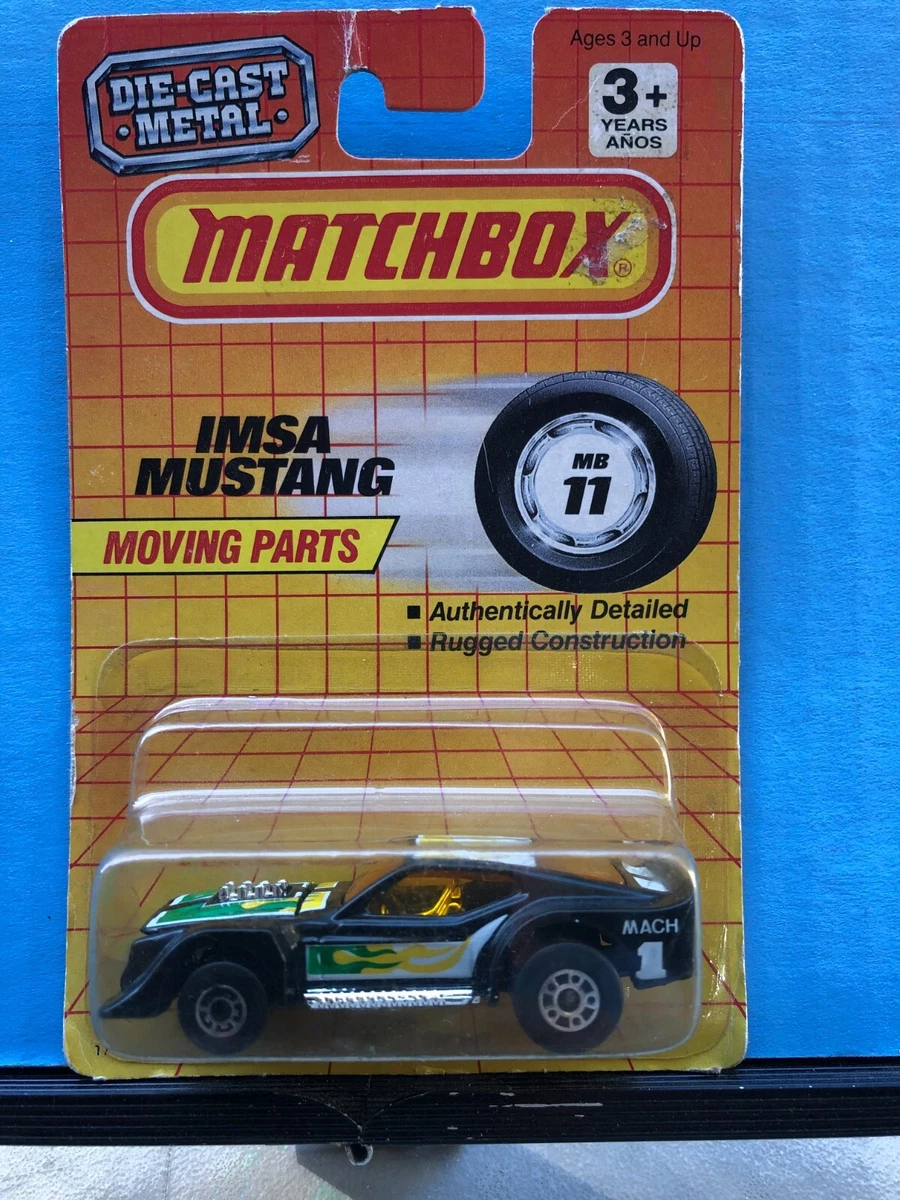 DIE-CAST
METAL
Ages 3 and Up
3+
YEARS
AÑOS
MATCHBOX®
IMSA
MUSTANG
MB
11
MOVING PARTS
■ Authentically Detailed
■ Rugged Construction
MACH
1